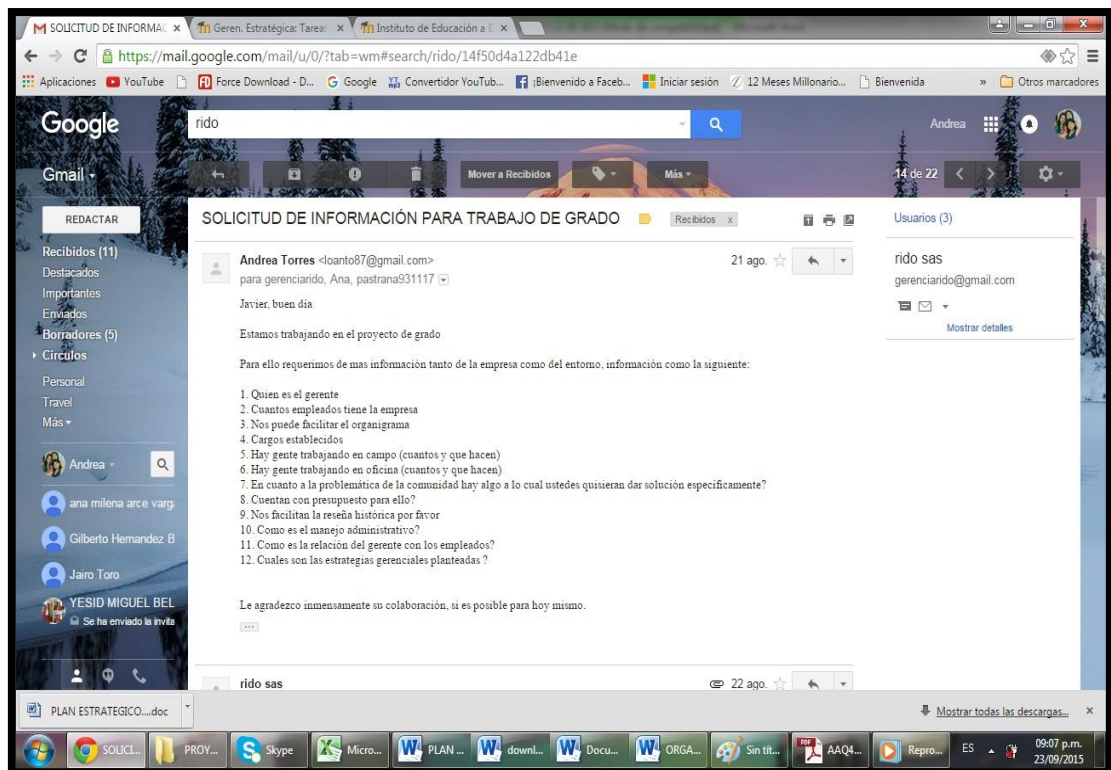 SOLICITUD DE INFORMAC
Geren. Estratégica: Tarea:
Instituto de Educación a
https://mail.google.com/mail/u/0/?tab=wm#search/rido/14f50d4a122db41e
Aplicaciones YouTube Force Download - D... Google Convertidor YouTub... ¡Bienvenido a Faceb... Iniciar sesión 12 Meses Millonario... Bienvenida » Otros marcadores
Google rido Andrea
Gmail Mover a Recibidos Más 14 de 22
REDACTAR
Recibidos (11)
Destacados
Importantes
Enviados
Borradores (5)
Círculos
Personal
Travel
Más
Andrea
ana milena arce varg
Gilberto Hernandez B
Jairo Toro
YESID MIGUEL BEL
Se ha enviado la invita
SOLICITUD DE INFORMACIÓN PARA TRABAJO DE GRADO Recibidos x
Andrea Torres <loanto87@gmail.com> 21 ago.
para gerenciarido, Ana, pastrana931117
Javier, buen día
Estamos trabajando en el proyecto de grado
Para ello requerimos de mas información tanto de la empresa como del entorno, información como la siguiente:
1. Quien es el gerente
2. Cuantos empleados tiene la empresa
3. Nos puede facilitar el organigrama
4. Cargos establecidos
5. Hay gente trabajando en campo (cuantos y que hacen)
6. Hay gente trabajando en oficina (cuantos y que hacen)
7. En cuanto a la problemática de la comunidad hay algo a lo cual ustedes quisieran dar solución específicamente?
8. Cuentan con presupuesto para ello?
9. Nos facilitan la reseña histórica por favor
10. Como es el manejo administrativo?
11. Como es la relación del gerente con los empleados?
12. Cuales son las estrategias gerenciales planteadas ?
Le agradezco inmensamente su colaboración, si es posible para hoy mismo.
rido sas 22 ago.
Usuarios (3)
rido sas
gerenciarido@gmail.com
Mostrar detalles
PLAN ESTRATEGICO....doc Mostrar todas las descargas...
SOLICI... PROY... Skype Micro... PLAN ... downl... Docu... ORGA... Sin tít... AAQ4... Repro... ES 09:07 p.m.
23/09/2015